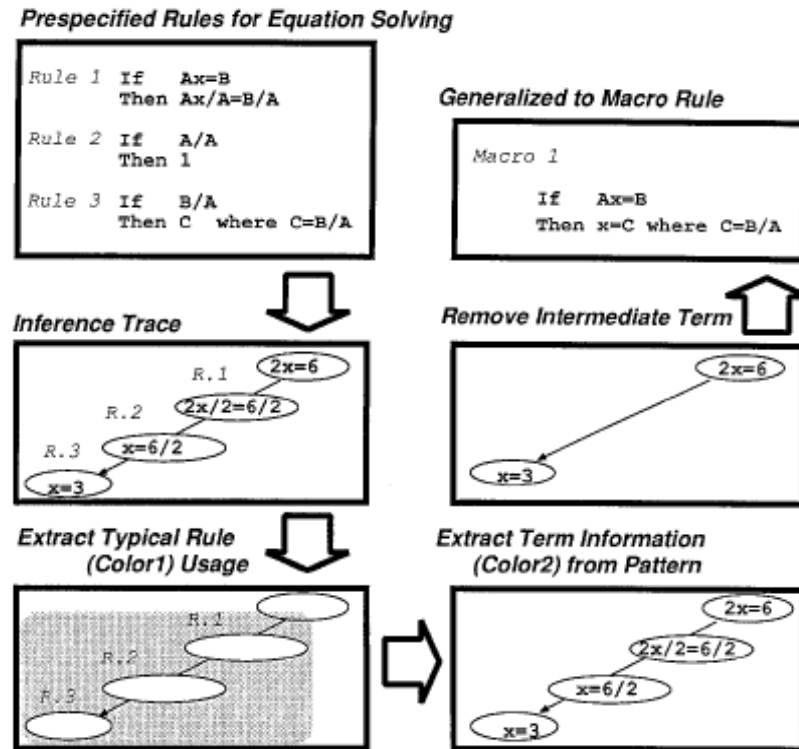 Prespecified Rules for Equation Solving
Rule 1 If Ax=B
Then Ax/A=B/A
Rule 2 If A/A
Then 1
Rule 3 If B/A
Then C where C=B/A
Generalized to Macro Rule
Macro 1
If Ax=B
Then x=C where C=B/A
Inference Trace
2x=6
R.1
2x/2=6/2
R.2
x=6/2
R.3
x=3
Remove Intermediate Term
2x=6
x=3
Extract Typical Rule
(Color1) Usage
R.1
R.2
R.3
Extract Term Information
(Color2) from Pattern
2x=6
2x/2=6/2
x=6/2
x=3